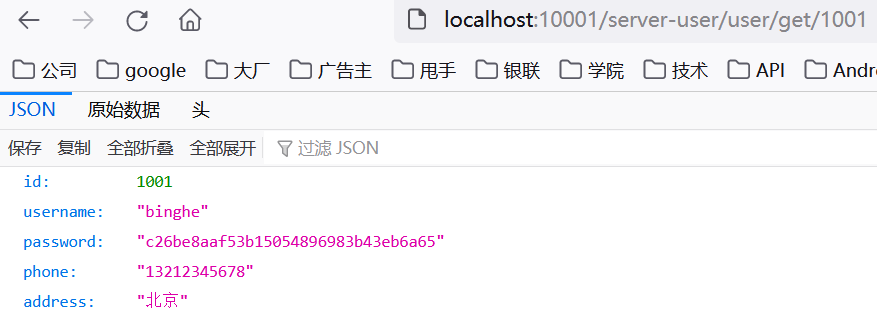 localhost:10001/server-user/user/get/1001
公司 google 大厂 广告主 甩手 银联 学院 技术 API Andr
JSON 原始数据 头
保存 复制 全部折叠 全部展开 过滤 JSON
id: 1001
username: "binghe"
password: "c26be8aaf53b15054896983b43eb6a65"
phone: "13212345678"
address: "北京"